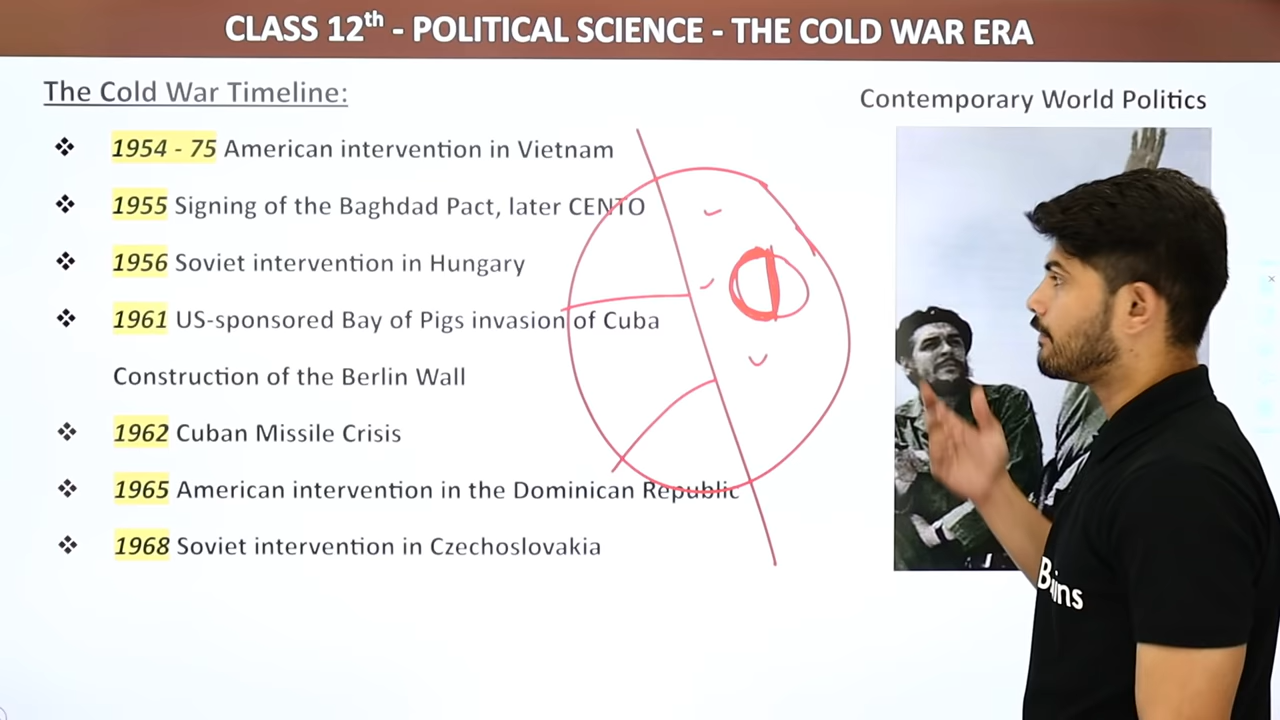 CLASS 12th - POLITICAL SCIENCE - THE COLD WAR ERA
The Cold War Timeline:
Contemporary World Politics
❖ 1954 - 75 American intervention in Vietnam
❖ 1955 Signing of the Baghdad Pact, later CENTO
❖ 1956 Soviet intervention in Hungary
❖ 1961 US-sponsored Bay of Pigs invasion of Cuba
Construction of the Berlin Wall
❖ 1962 Cuban Missile Crisis
❖ 1965 American intervention in the Dominican Republic
❖ 1968 Soviet intervention in Czechoslovakia